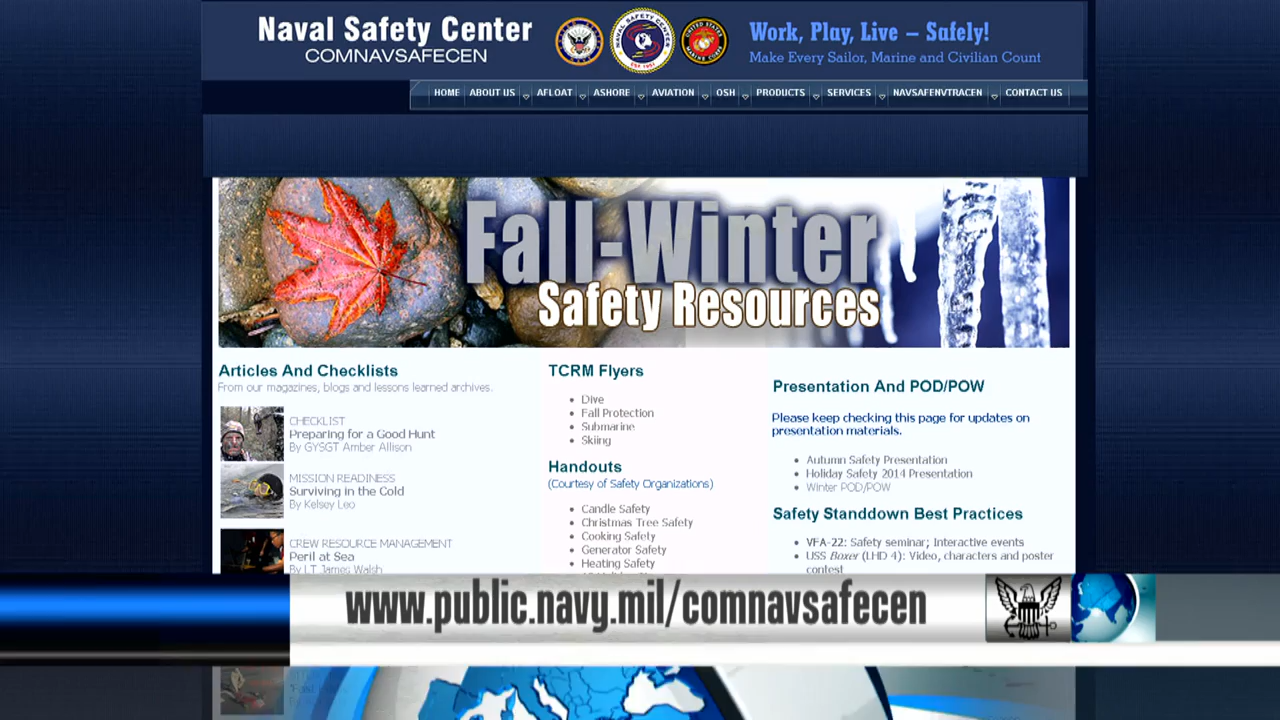 Naval Safety Center
COMNAVSAFECEN
Work, Play, Live – Safely!
Make Every Sailor, Marine and Civilian Count
HOME ABOUT US AFLOAT ASHORE AVIATION OSH PRODUCTS SERVICES NAVSAFENVTRACEN CONTACT US
Fall-Winter
Safety Resources
Articles And Checklists
From our magazines, blogs and lessons learned archives.
CHECKLIST
Preparing for a Good Hunt
By GYSGT Amber Allison
MISSION READINESS
Surviving in the Cold
By Kelsey Leo
CREW RESOURCE MANAGEMENT
Peril at Sea
By LT James Walsh
TCRM Flyers
Dive
Fall Protection
Submarine
Skiing
Handouts
(Courtesy of Safety Organizations)
Candle Safety
Christmas Tree Safety
Cooking Safety
Generator Safety
Heating Safety
Presentation And POD/POW
Please keep checking this page for updates on
presentation materials.
Autumn Safety Presentation
Holiday Safety 2014 Presentation
Winter POD/POW
Safety Standdown Best Practices
VFA-22: Safety seminar; Interactive events
USS Boxer (LHD 4): Video, characters and poster
contest
www.public.navy.mil/comnavsafecen